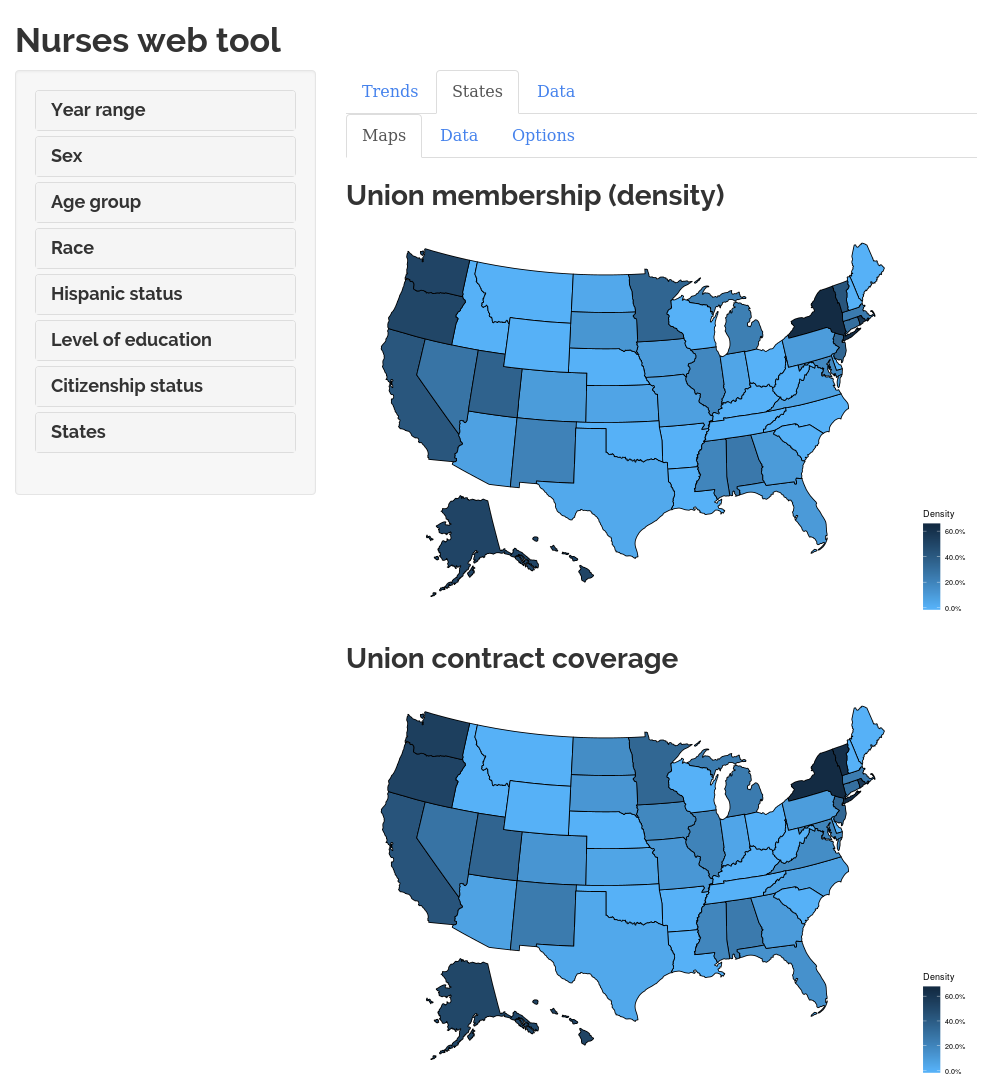 Nurses web tool
Year range
Sex
Age group
Race
Hispanic status
Level of education
Citizenship status
States
Trends States Data
Maps Data Options
Union membership (density)
Density
60.0%
40.0%
20.0%
0.0%
Union contract coverage
Density
60.0%
40.0%
20.0%
0.0%